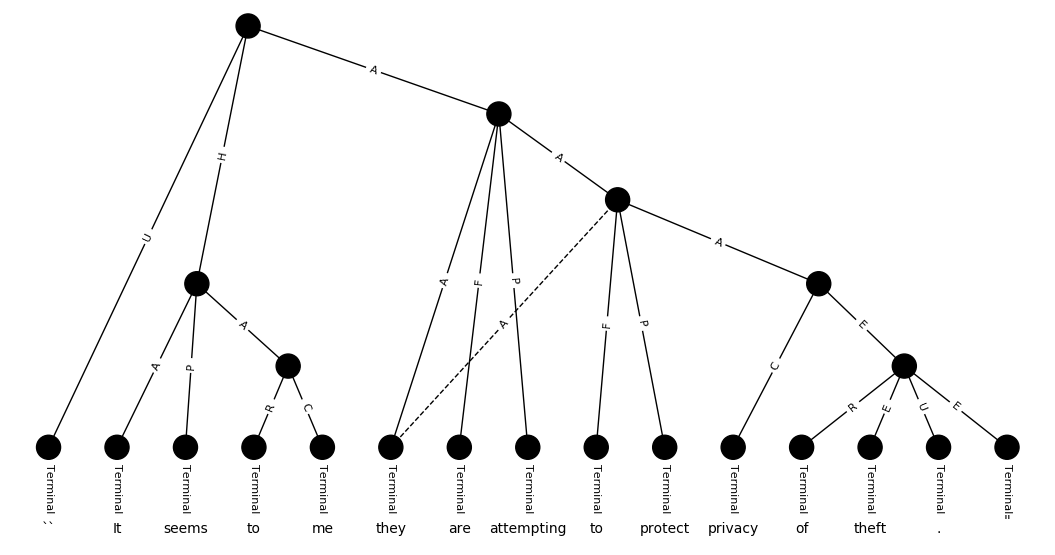 A
H A
U A
A F P
A A F P E
A P C
R C R E U E
Terminal Terminal Terminal Terminal Terminal Terminal Terminal Terminal Terminal Terminal Terminal Terminal Terminal Terminal Terminal
`` It seems to me they are attempting to protect privacy of theft .